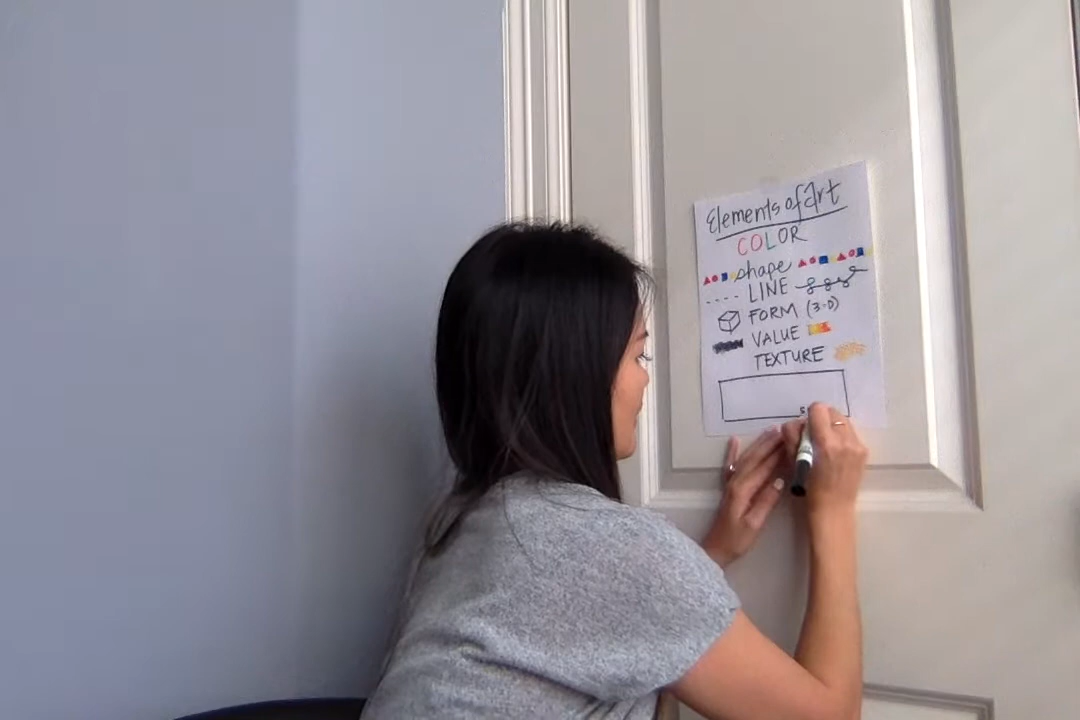 Elements of Art
COLOR
shape
LINE
FORM (3-D)
VALUE
TEXTURE